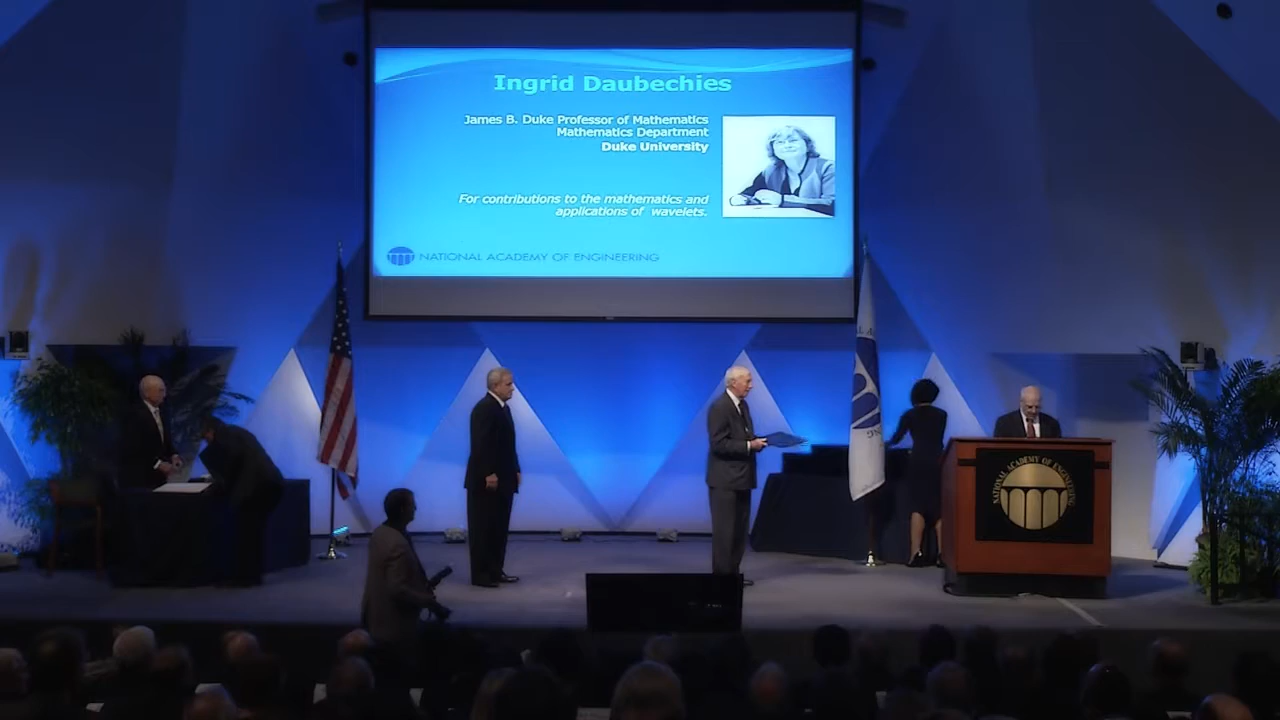 Ingrid Daubechies
James B. Duke Professor of Mathematics
Mathematics Department
Duke University
For contributions to the mathematics and
applications of wavelets.
NATIONAL ACADEMY OF ENGINEERING
NATIONAL ACADEMY OF ENGINEERING